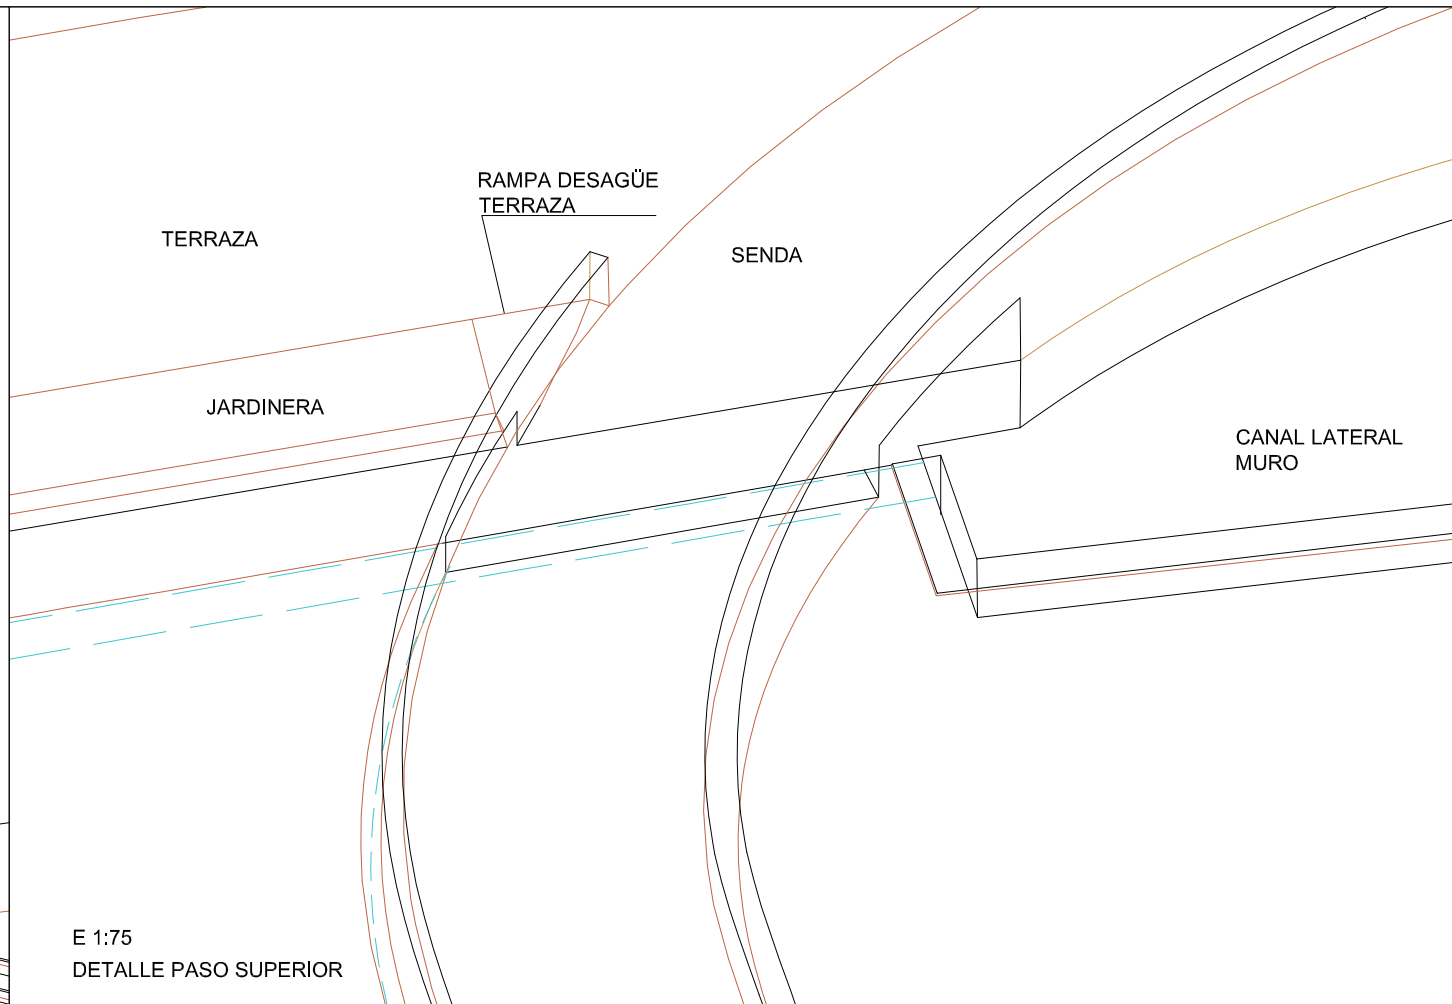 RAMPA DESAGÜE
TERRAZA
TERRAZA
SENDA
JARDINERA
CANAL LATERAL
MURO
E 1:75
DETALLE PASO SUPERIOR